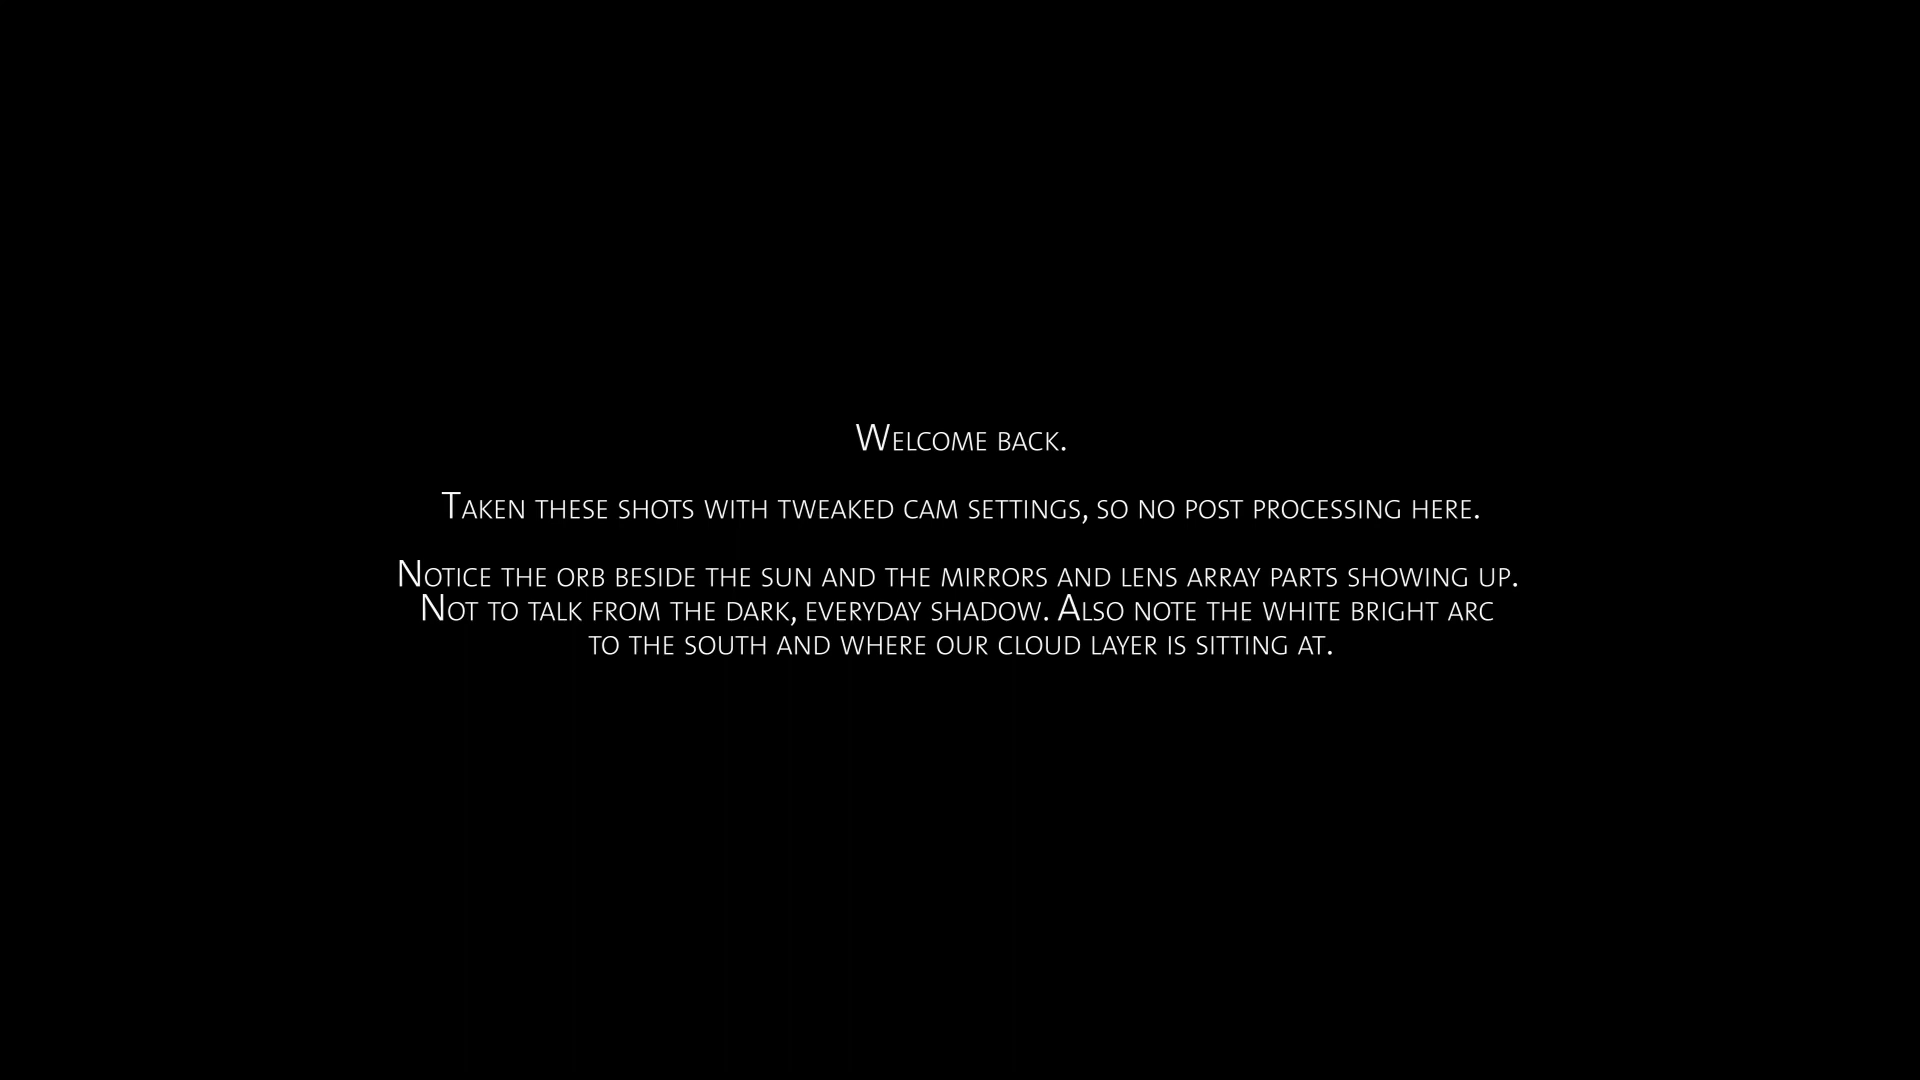 Welcome back.
Taken these shots with tweaked cam settings, so no post processing here.
Notice the orb beside the sun and the mirrors and lens array parts showing up.
Not to talk from the dark, everyday shadow. Also note the white bright arc
to the south and where our cloud layer is sitting at.